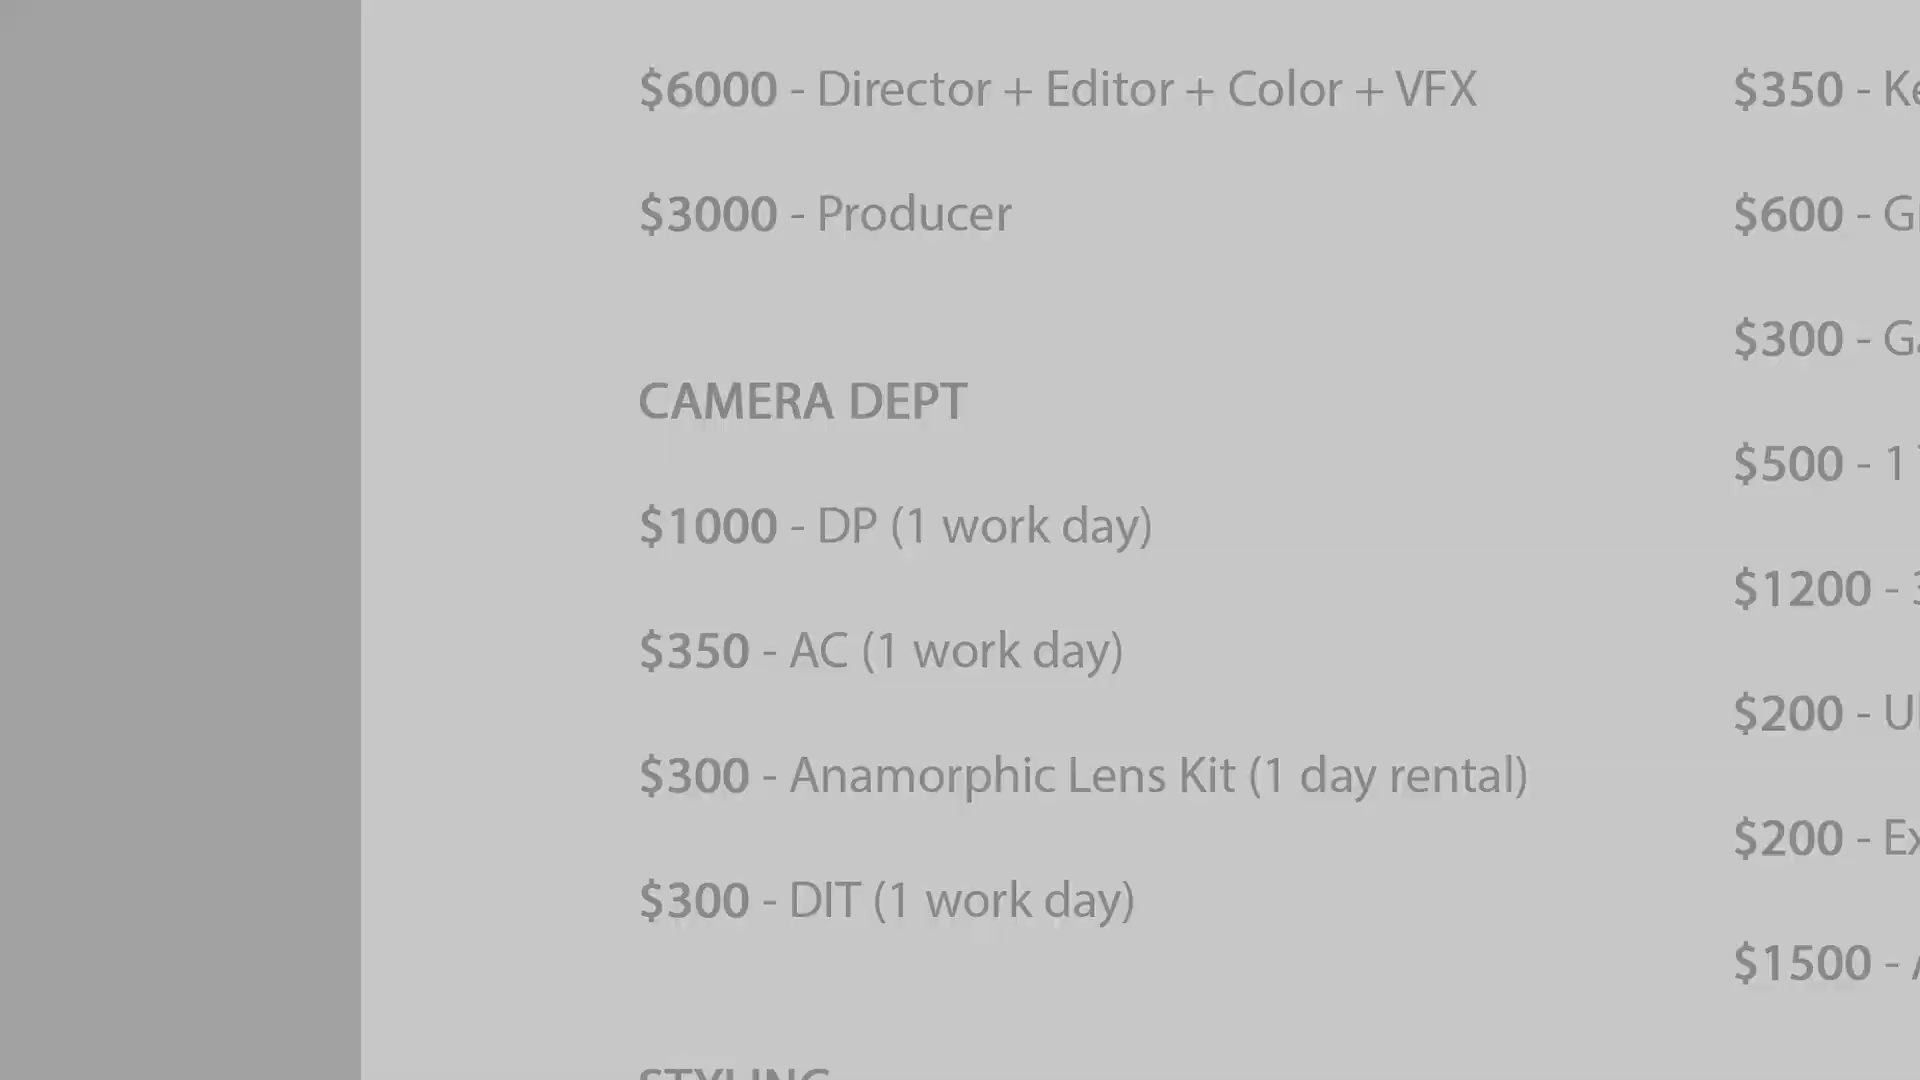 $6000 - Director + Editor + Color + VFX
$3000 - Producer
CAMERA DEPT
$1000 - DP (1 work day)
$350 - AC (1 work day)
$300 - Anamorphic Lens Kit (1 day rental)
$300 - DIT (1 work day)
STYLING
$350 -
$600 -
$300 -
$500 - 1
$1200 -
$200 -
$200 -
$1500 -